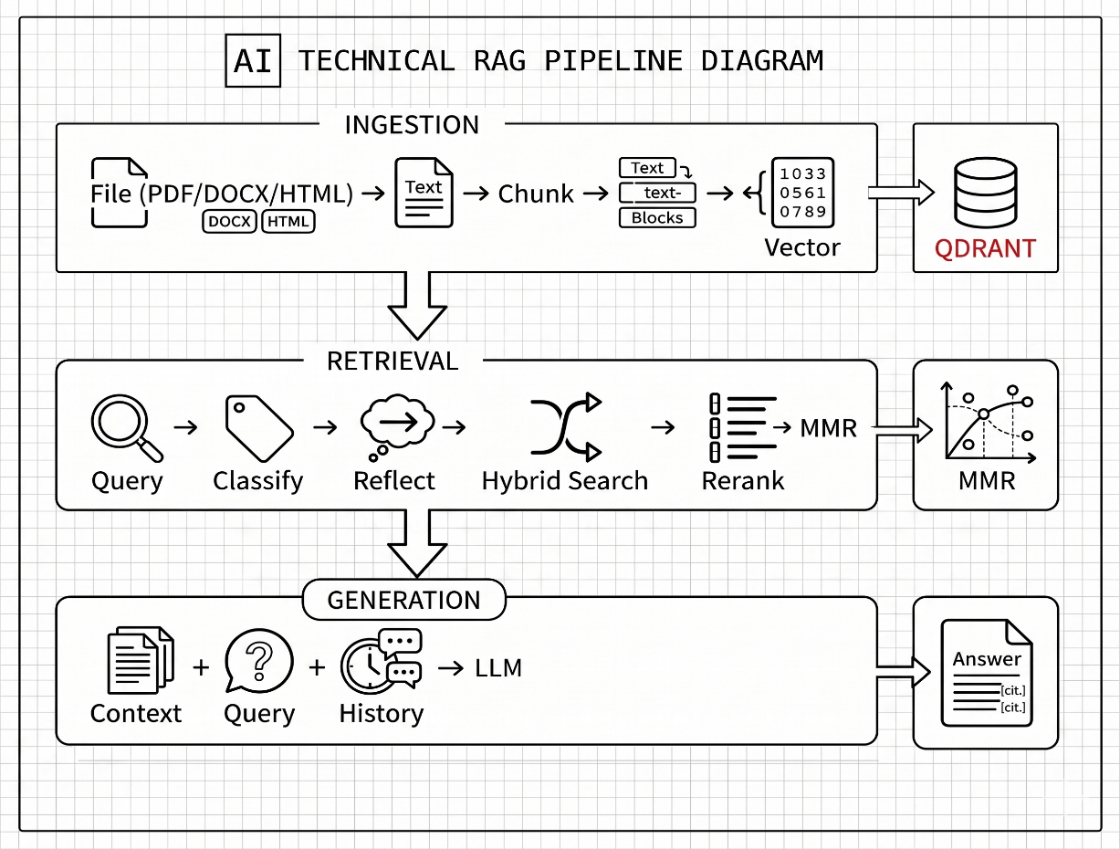 AI TECHNICAL RAG PIPELINE DIAGRAM
INGESTION
File (PDF/DOCX/HTML)
DOCX HTML
Text
Chunk
Text
text-
Blocks
1033
0561
0789
Vector
QDRANT
RETRIEVAL
Query
Classify
Reflect
Hybrid Search
Rerank
MMR
MMR
GENERATION
Context
+
Query
+
History
LLM
?
Answer
[cit.]
[cit.]